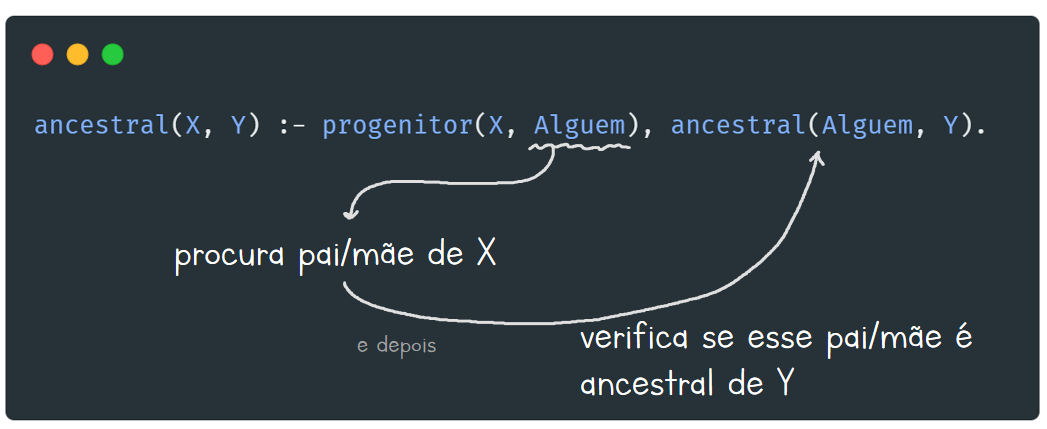 ancestral(X, Y) :- progenitor(X, Alguem), ancestral(Alguem, Y).
procura pai/mãe de X
e depois
verifica se esse pai/mãe é
ancestral de Y